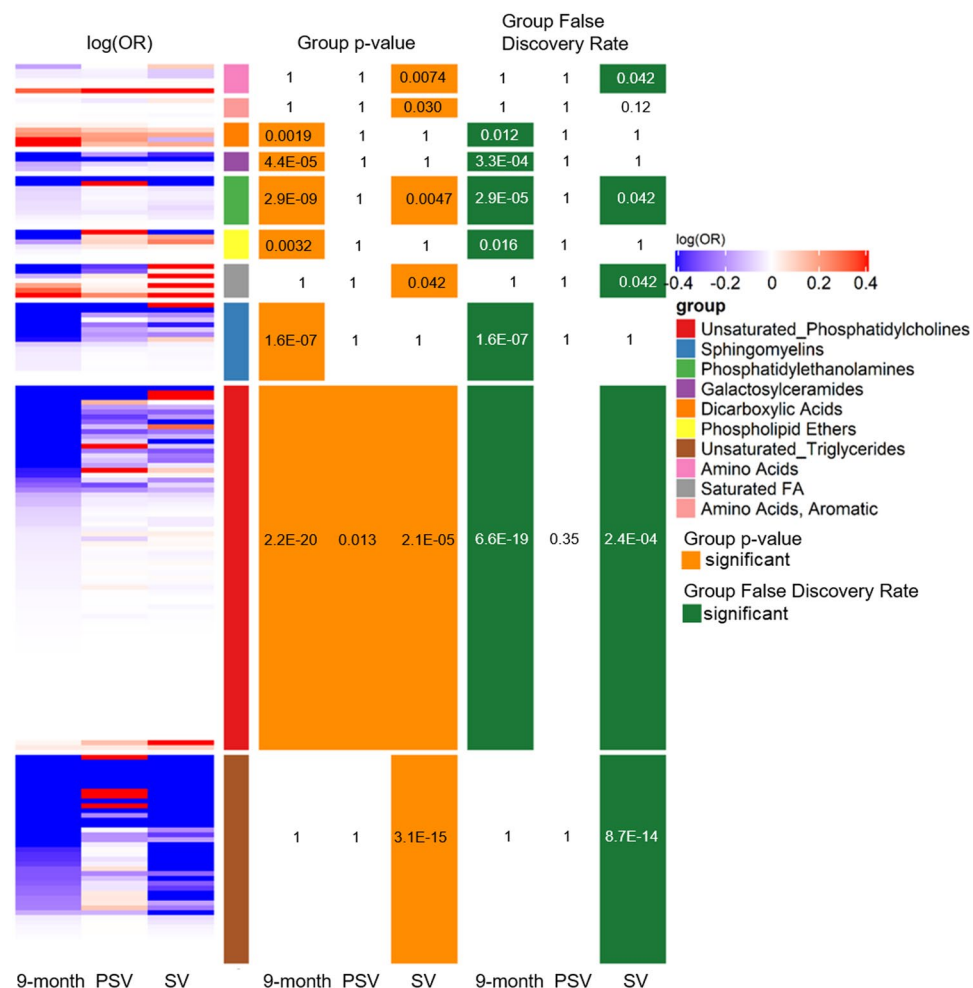 log(OR)
Group p-value
Group False
Discovery Rate
1 1 0.0074 1 1 0.042
1 1 0.030 1 1 0.12
0.0019 1 1 0.012 1 1
4.4E-05 1 1 3.3E-04 1 1
2.9E-09 1 0.0047 2.9E-05 1 0.042
0.0032 1 1 0.016 1 1
1 1 0.042 1 1 0.042
1.6E-07 1 1 1.6E-07 1 1
2.2E-20 0.013 2.1E-05 6.6E-19 0.35 2.4E-04
1 1 3.1E-15 1 1 8.7E-14
9-month PSV SV 9-month PSV SV
9-month PSV SV
log(OR)
-0.4 -0.2 0 0.2 0.4
group
Unsaturated_Phosphatidylcholines
Sphingomyelins
Phosphatidylethanolamines
Galactosylceramides
Dicarboxylic Acids
Phospholipid Ethers
Unsaturated_Triglycerides
Amino Acids
Saturated FA
Amino Acids, Aromatic
Group p-value
significant
Group False Discovery Rate
significant